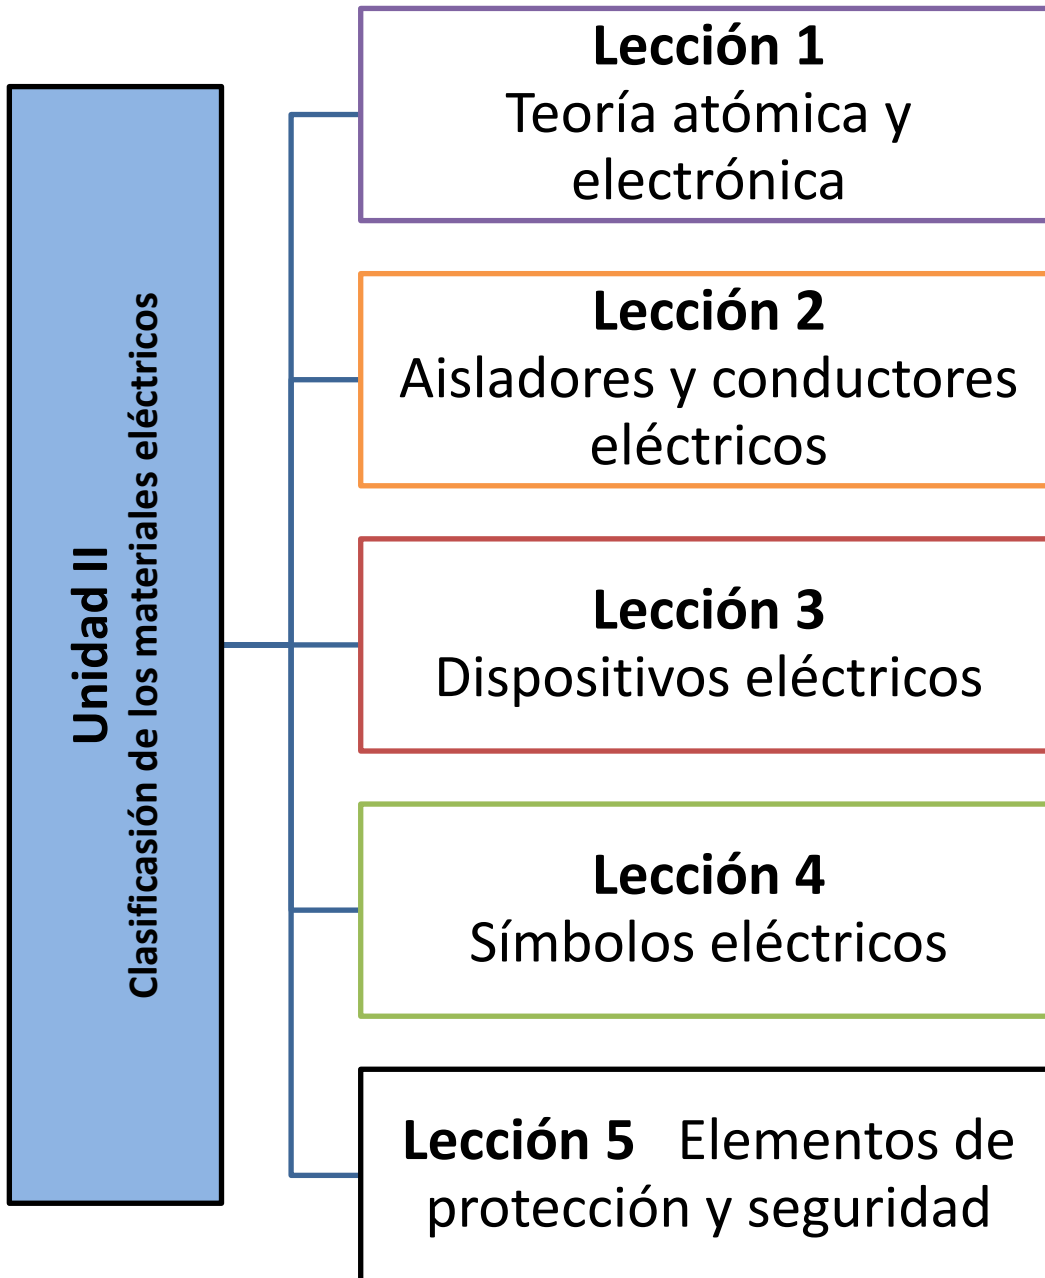 Unidad II
Clasificasión de los materiales eléctricos
Lección 1
Teoría atómica y
electrónica
Lección 2
Aisladores y conductores
eléctricos
Lección 3
Dispositivos eléctricos
Lección 4
Símbolos eléctricos
Lección 5 Elementos de
protección y seguridad